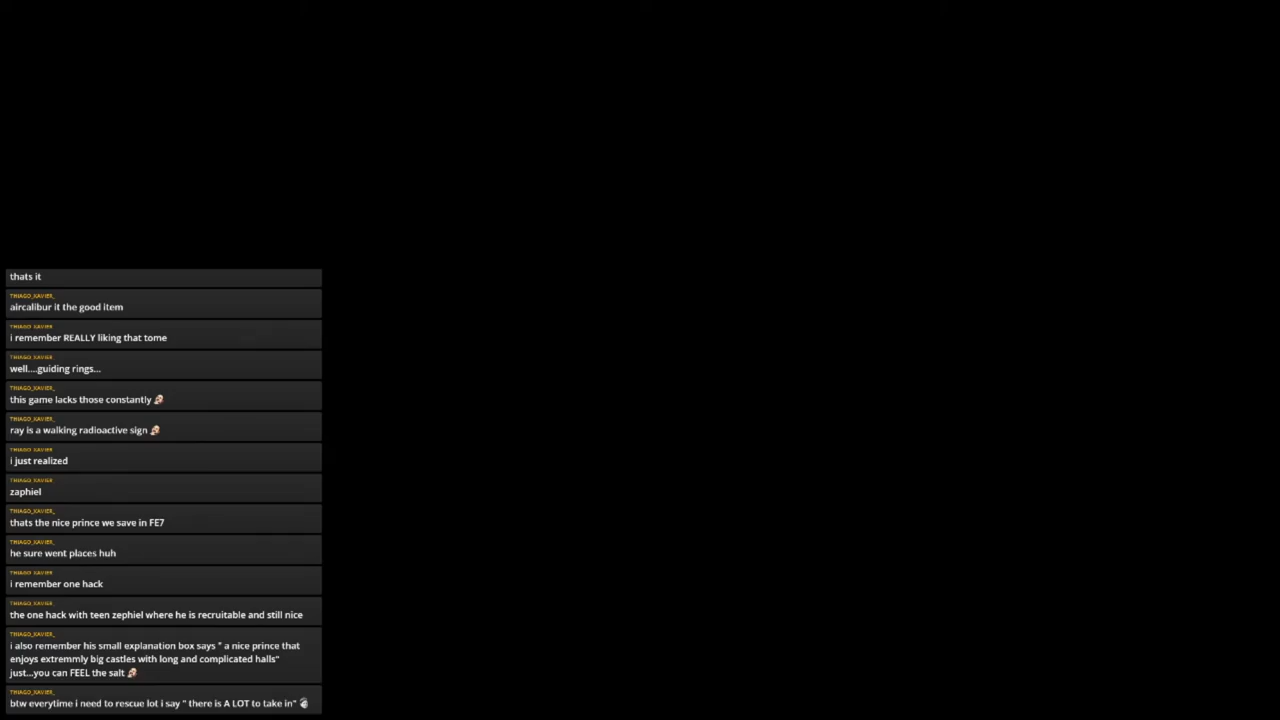 thats it
THIAGO_XAVIER_
aircalibur it the good item
THIAGO_XAVIER_
i remember REALLY liking that tome
THIAGO_XAVIER_
well....guiding rings...
THIAGO_XAVIER_
this game lacks those constantly
THIAGO_XAVIER_
ray is a walking radioactive sign
THIAGO_XAVIER_
i just realized
THIAGO_XAVIER_
zaphiel
THIAGO_XAVIER_
thats the nice prince we save in FE7
THIAGO_XAVIER_
he sure went places huh
THIAGO_XAVIER_
i remember one hack
THIAGO_XAVIER_
the one hack with teen zephiel where he is recruitable and still nice
THIAGO_XAVIER_
i also remember his small explanation box says " a nice prince that
enjoys extremmly big castles with long and complicated halls"
just...you can FEEL the salt
THIAGO_XAVIER_
btw everytime i need to rescue lot i say " there is A LOT to take in"